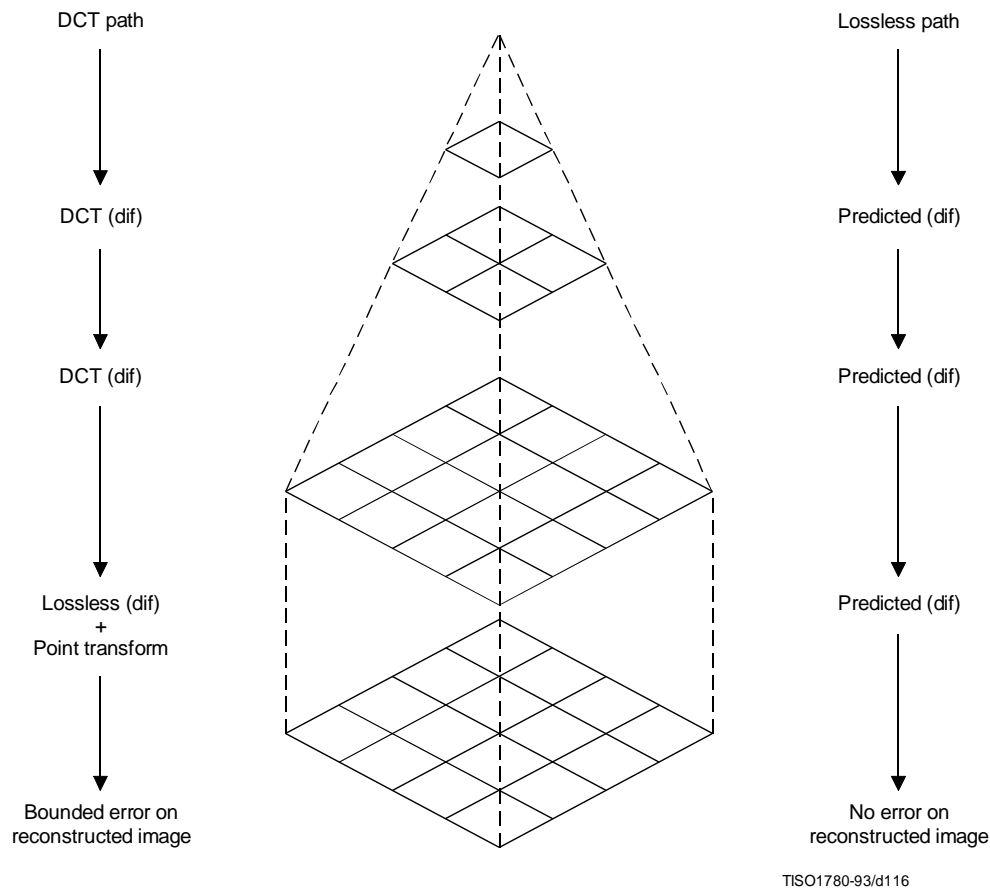 DCT path
Lossless path
DCT (dif)
Predicted (dif)
DCT (dif)
Predicted (dif)
Lossless (dif)
+
Point transform
Predicted (dif)
Bounded error on
reconstructed image
No error on
reconstructed image
TISO1780-93/d116